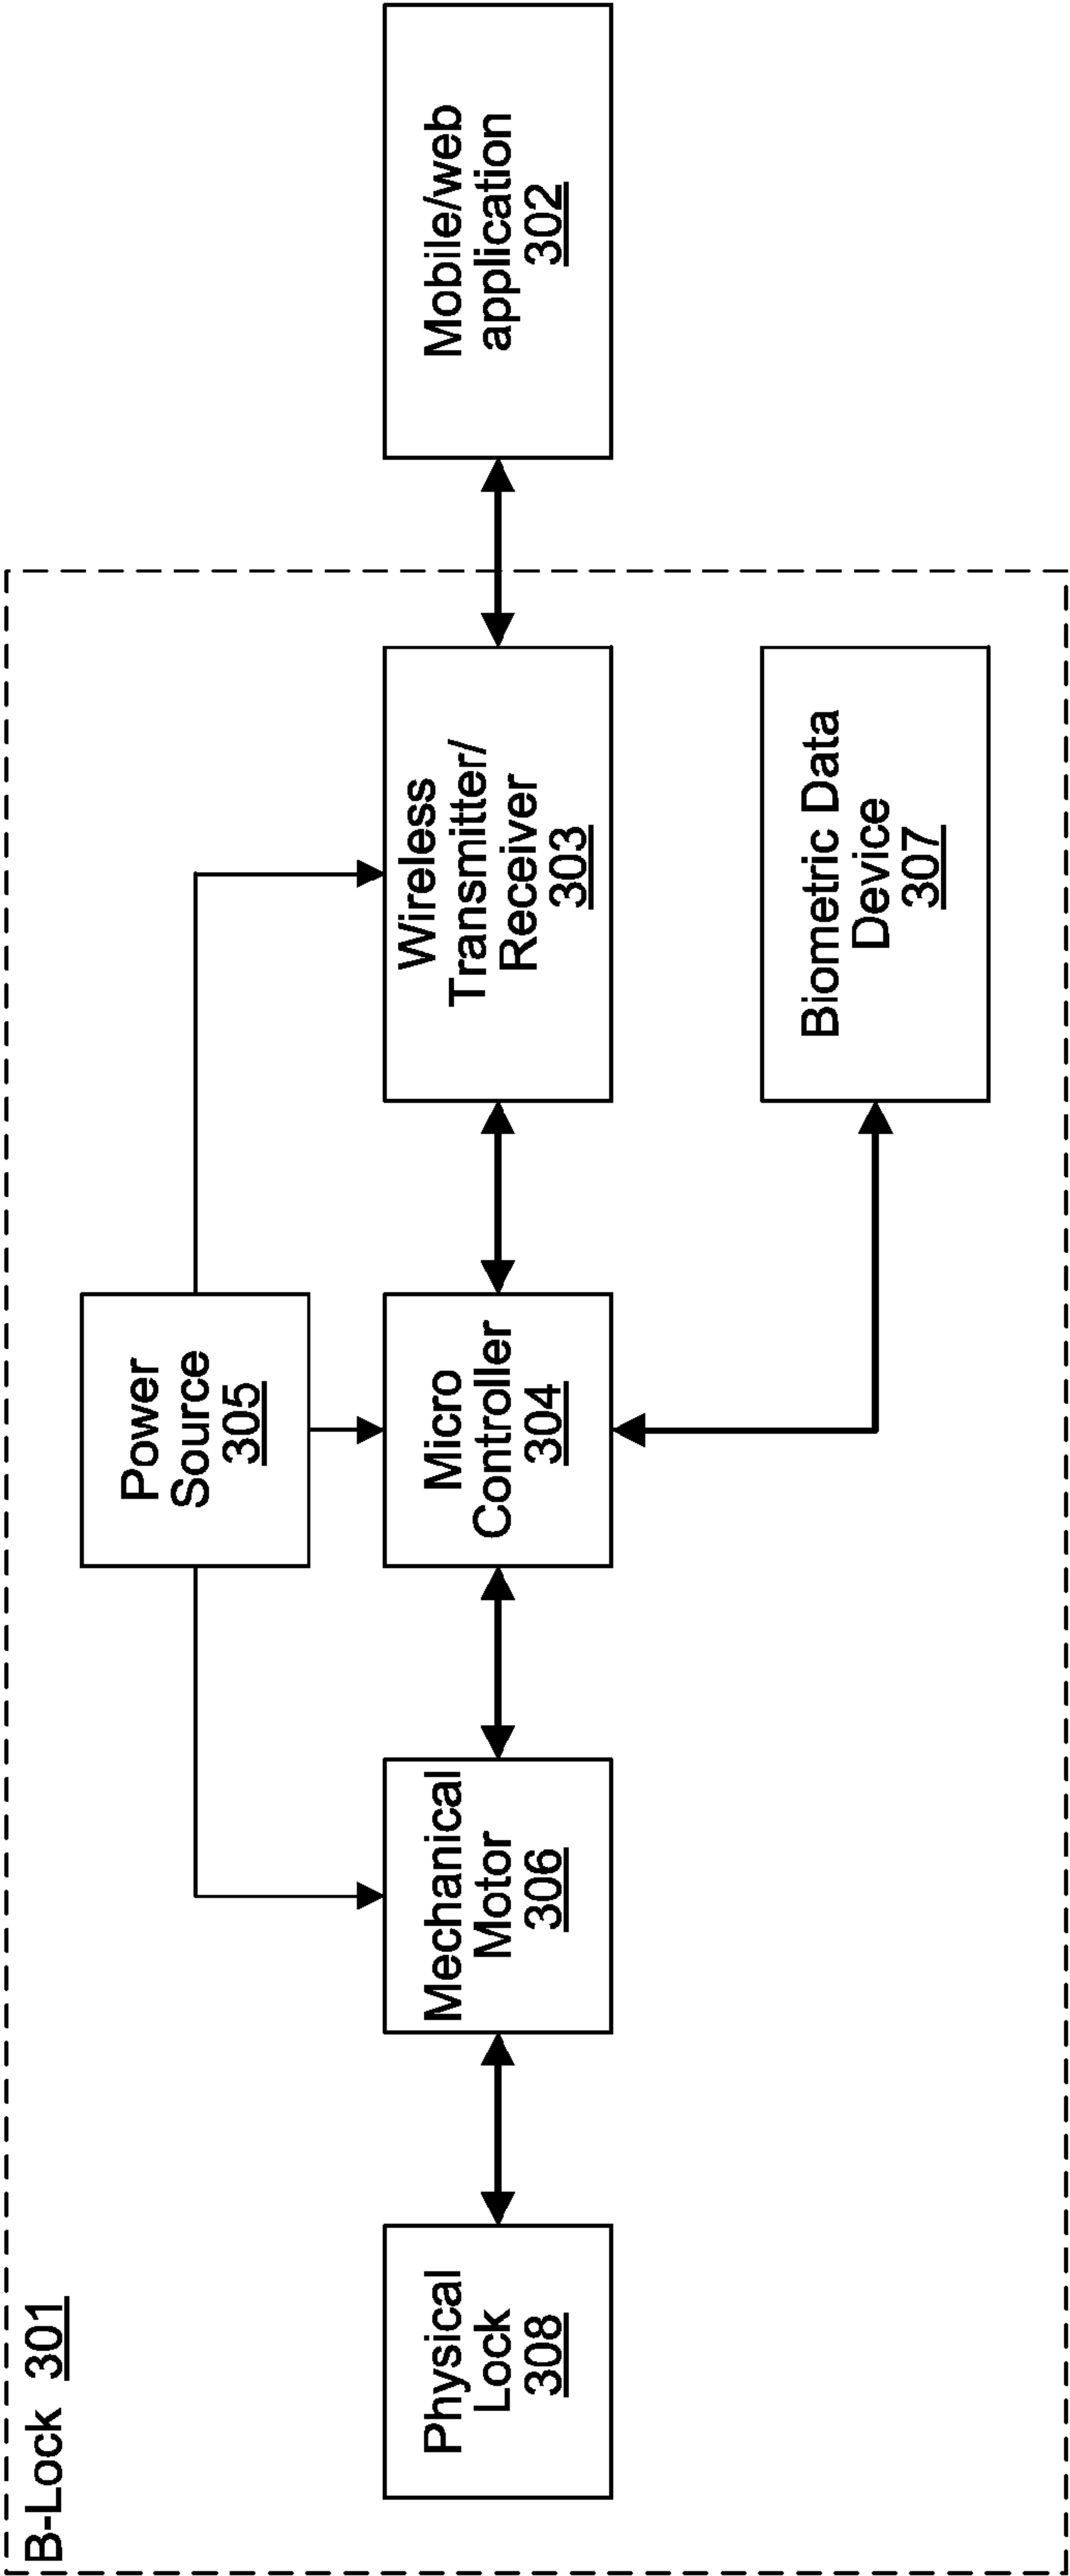 B-Lock 301
Power
Source
305
Physical
Lock
308
Mechanical
Motor
306
Micro
Controller
304
Wireless
Transmitter/
Receiver
303
Mobile/web
application
302
Biometric Data
Device
307